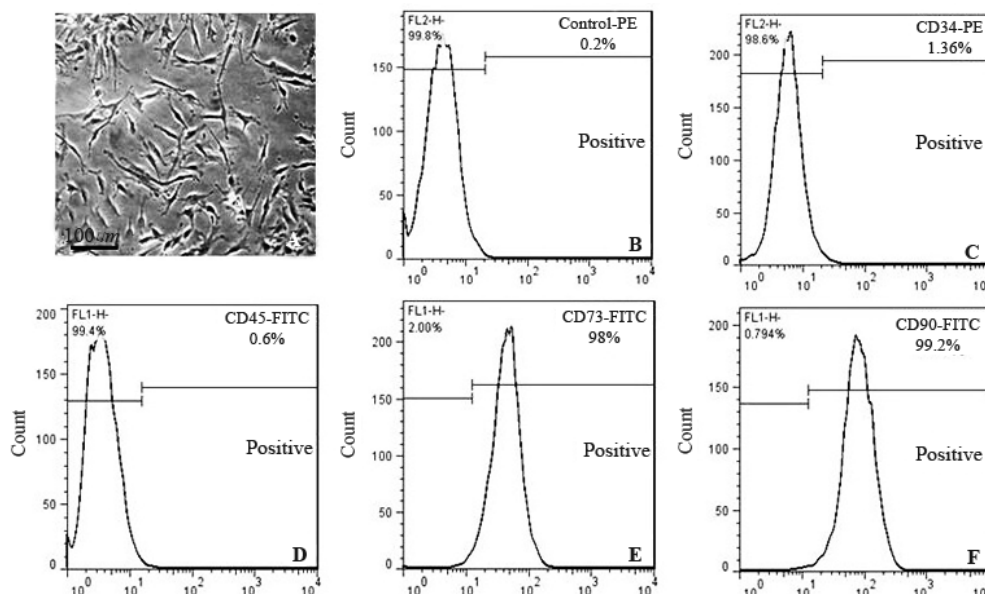 100 µm
A
FL2-H-
99.8%
Control-PE
0.2%
Count
150
100
50
0
Positive
B
10^0 10^1 10^2 10^3 10^4
FL2-H-
98.6%
CD34-PE
1.36%
Count
200
150
100
50
0
Positive
C
10^0 10^1 10^2 10^3 10^4
FL1-H-
99.4%
CD45-FITC
0.6%
Count
200
150
100
50
0
Positive
D
10^0 10^1 10^2 10^3 10^4
FL1-H-
2.00%
CD73-FITC
98%
Count
200
150
100
50
0
Positive
E
10^0 10^1 10^2 10^3 10^4
FL1-H-
0.794%
CD90-FITC
99.2%
Count
200
150
100
50
0
Positive
F
10^0 10^1 10^2 10^3 10^4